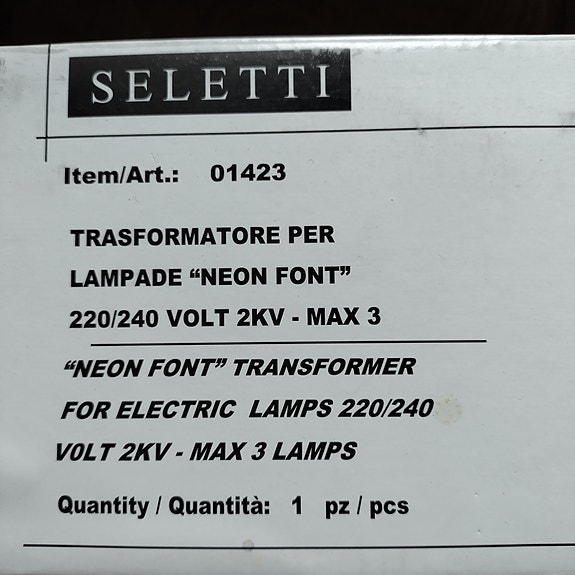 SELETTI
Item/Art.: 01423
TRASFORMATORE PER
LAMPADE “NEON FONT”
220/240 VOLT 2KV - MAX 3
“NEON FONT” TRANSFORMER
FOR ELECTRIC LAMPS 220/240
VOLT 2KV - MAX 3 LAMPS
Quantity / Quantità: 1 pz / pcs